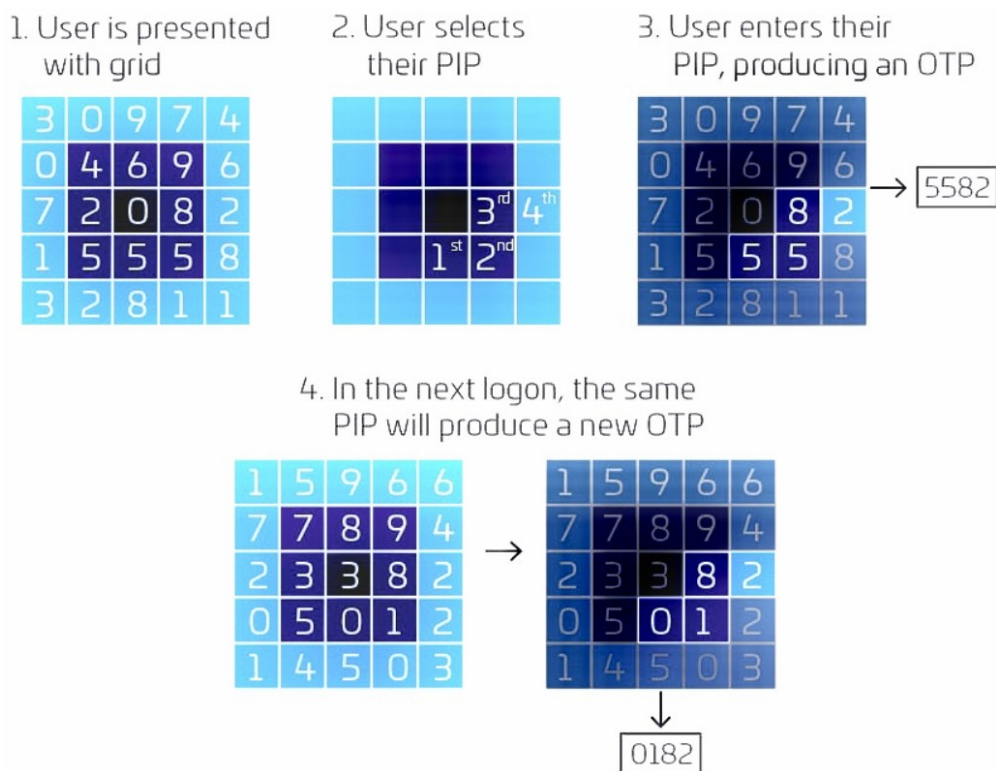 1. User is presented
with grid
2. User selects
their PIP
3. User enters their
PIP, producing an OTP
3 0 9 7 4
0 4 6 9 6
7 2 0 8 2
1 5 5 5 8
3 2 8 1 1
3rd 4th
1st 2nd
3 0 9 7 4
0 4 6 9 6
7 2 0 8 2
1 5 5 5 8
3 2 8 1 1
5582
4. In the next logon, the same
PIP will produce a new OTP
1 5 9 6 6
7 7 8 9 4
2 3 3 8 2
0 5 0 1 2
1 4 5 0 3
1 5 9 6 6
7 7 8 9 4
2 3 3 8 2
0 5 0 1 2
1 4 5 0 3
0182